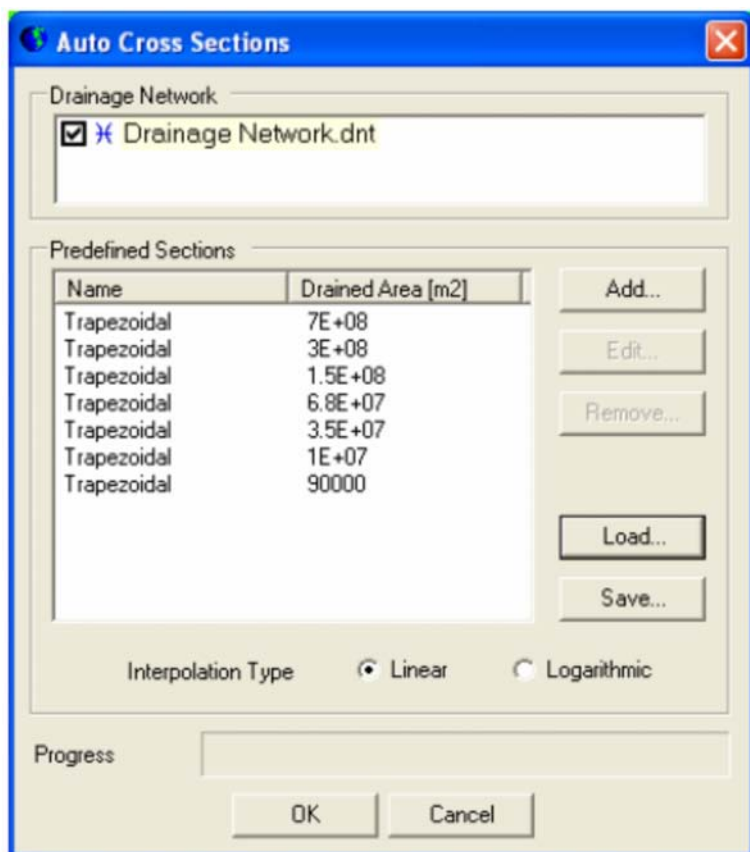 Auto Cross Sections
Drainage Network
Drainage Network.dnt
Predefined Sections
Name Drained Area [m2]
Trapezoidal 7E+08
Trapezoidal 3E+08
Trapezoidal 1.5E+08
Trapezoidal 6.8E+07
Trapezoidal 3.5E+07
Trapezoidal 1E+07
Trapezoidal 90000
Add...
Edit...
Remove...
Load...
Save...
Interpolation Type Linear Logarithmic
Progress
OK Cancel